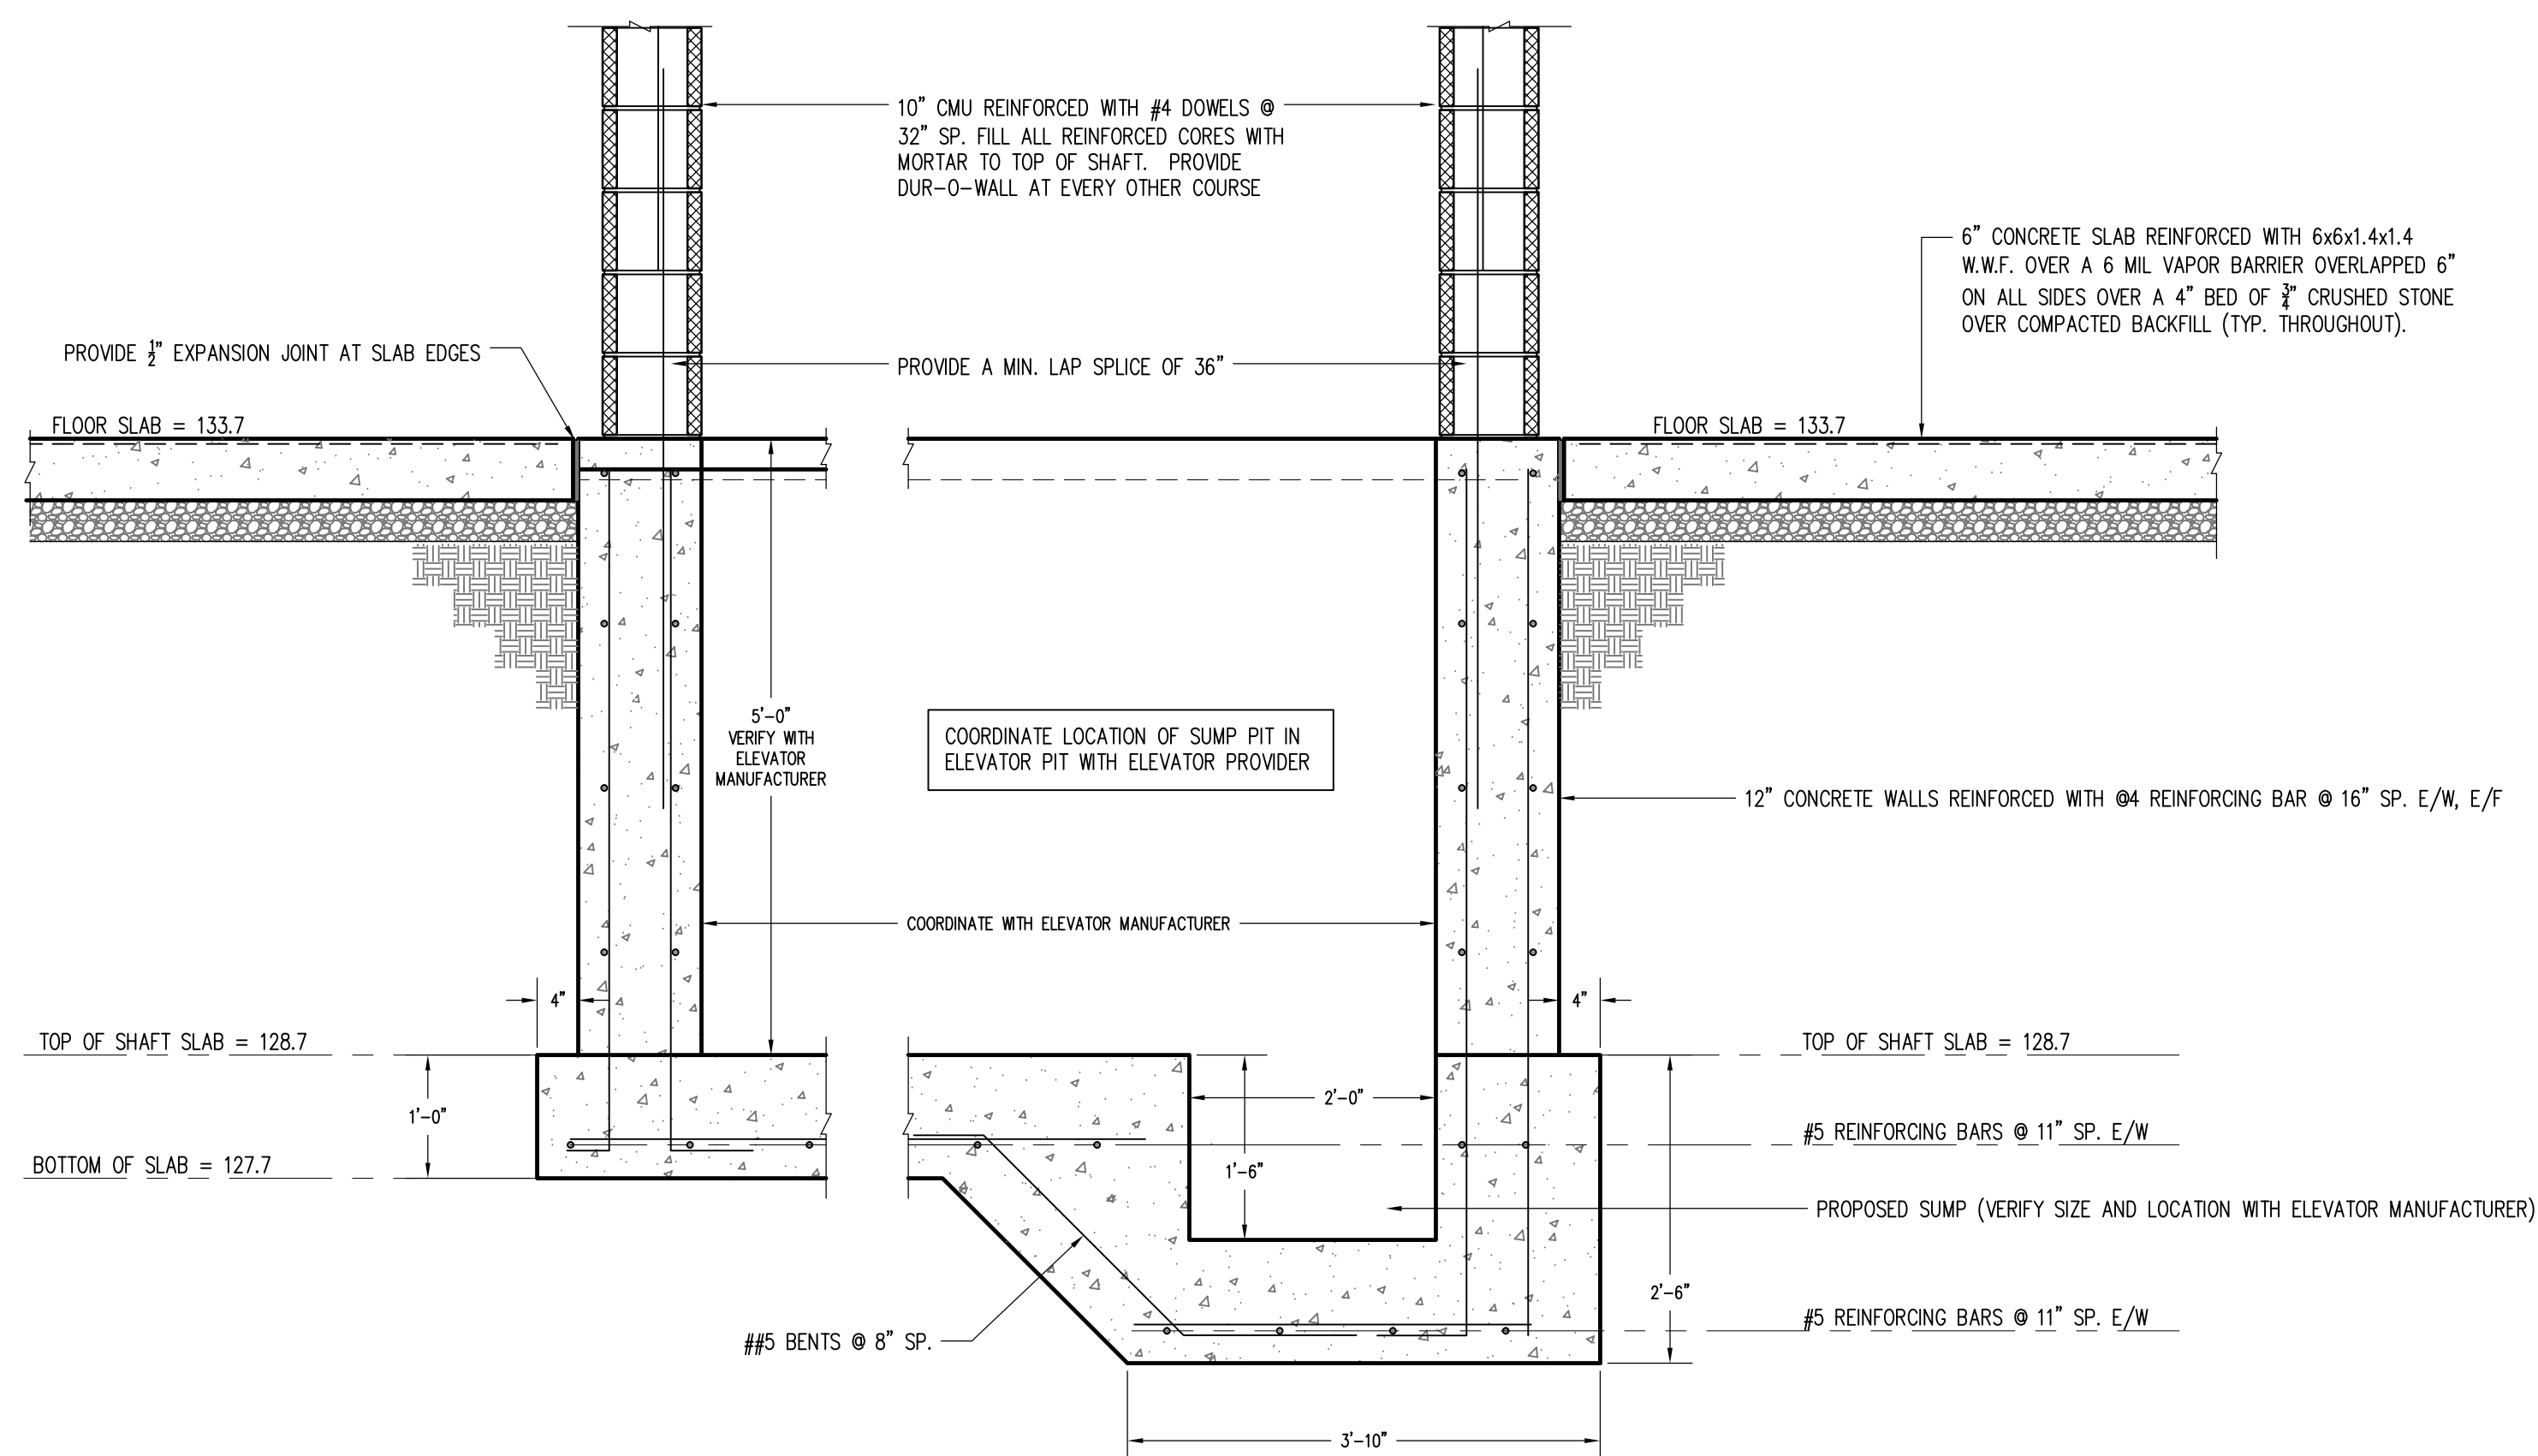 10" CMU REINFORCED WITH #4 DOWELS @
32" SP. FILL ALL REINFORCED CORES WITH
MORTAR TO TOP OF SHAFT. PROVIDE
DUR-O-WALL AT EVERY OTHER COURSE
6" CONCRETE SLAB REINFORCED WITH 6x6x1.4x1.4
W.W.F. OVER A 6 MIL VAPOR BARRIER OVERLAPPED 6"
ON ALL SIDES OVER A 4" BED OF 3/4" CRUSHED STONE
OVER COMPACTED BACKFILL (TYP. THROUGHOUT).
PROVIDE 1/2" EXPANSION JOINT AT SLAB EDGES
PROVIDE A MIN. LAP SPLICE OF 36"
FLOOR SLAB = 133.7
FLOOR SLAB = 133.7
5'-0"
VERIFY WITH
ELEVATOR
MANUFACTURER
COORDINATE LOCATION OF SUMP PIT IN
ELEVATOR PIT WITH ELEVATOR PROVIDER
12" CONCRETE WALLS REINFORCED WITH @4 REINFORCING BAR @ 16" SP. E/W, E/F
COORDINATE WITH ELEVATOR MANUFACTURER
4"
4"
TOP OF SHAFT SLAB = 128.7
TOP OF SHAFT SLAB = 128.7
1'-0"
2'-0"
#5 REINFORCING BARS @ 11" SP. E/W
BOTTOM OF SLAB = 127.7
1'-6"
PROPOSED SUMP (VERIFY SIZE AND LOCATION WITH ELEVATOR MANUFACTURER)
2'-6"
#5 REINFORCING BARS @ 11" SP. E/W
##5 BENTS @ 8" SP.
3'-10"